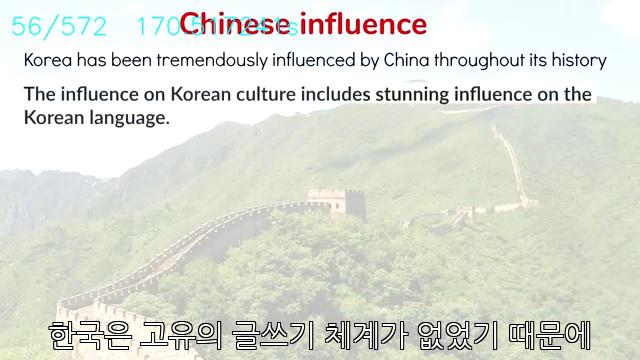 56/572 170.517241s
Chinese influence
Korea has been tremendously influenced by China throughout its history
The influence on Korean culture includes stunning influence on the
Korean language.
한국은 고유의 글쓰기 체계가 없었기 때문에